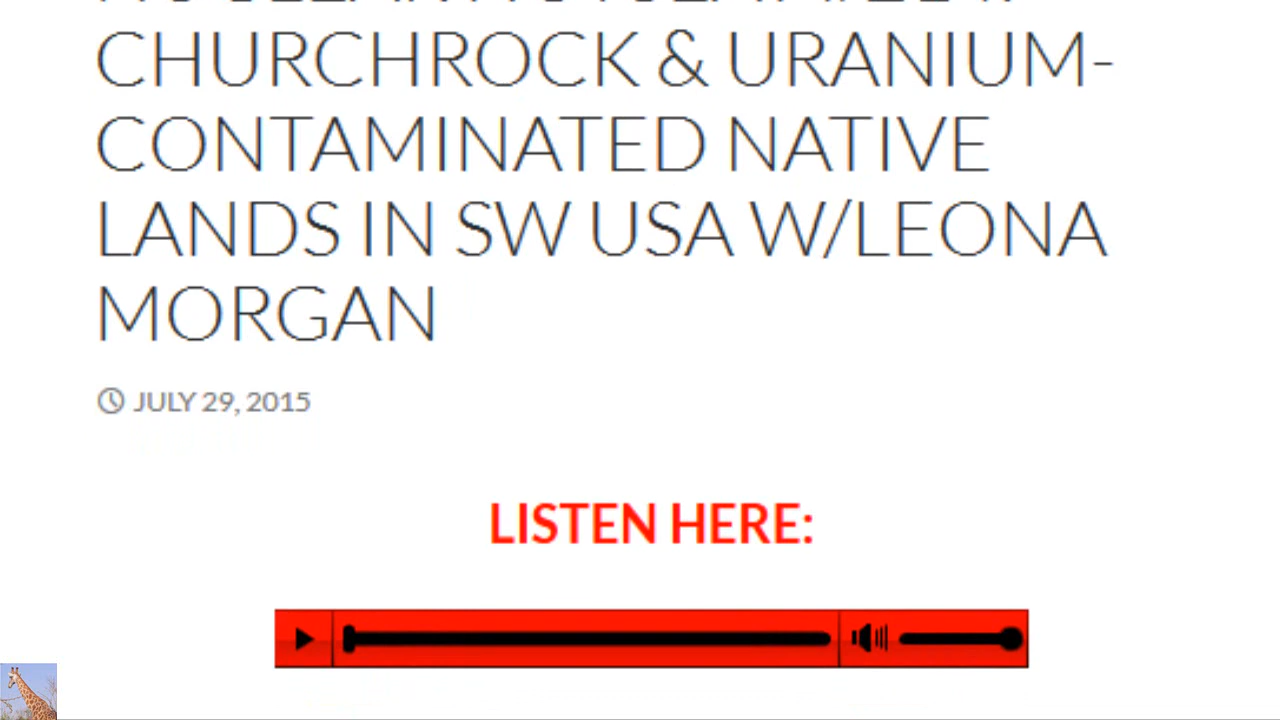 CHURCHROCK & URANIUM-
CONTAMINATED NATIVE
LANDS IN SW USA W/LEONA
MORGAN
JULY 29, 2015
LISTEN HERE: